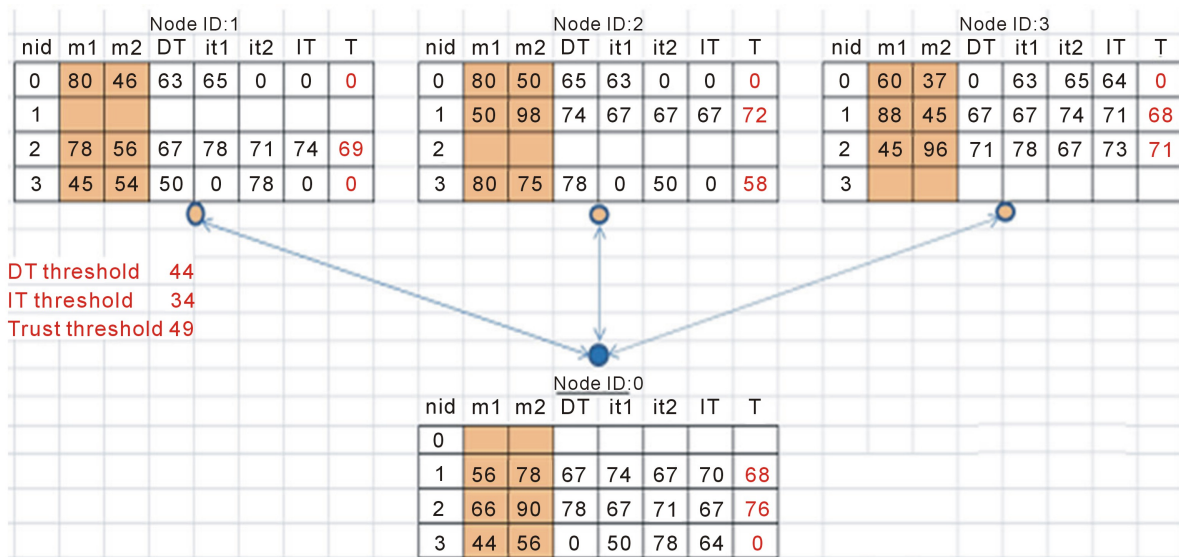 Node ID:1 Node ID:2 Node ID:3
nid m1 m2 DT it1 it2 IT T nid m1 m2 DT it1 it2 IT T nid m1 m2 DT it1 it2 IT T
0 80 46 63 65 0 0 0 0 80 50 65 63 0 0 0 0 60 37 0 63 65 64 0
1 1 50 98 74 67 67 67 72 1 88 45 67 67 74 71 68
2 78 56 67 78 71 74 69 2 2 45 96 71 78 67 73 71
3 45 54 50 0 78 0 0 3 80 75 78 0 50 0 58 3
DT threshold 44
IT threshold 34
Trust threshold 49
Node ID:0
nid m1 m2 DT it1 it2 IT T
0
1 56 78 67 74 67 70 68
2 66 90 78 67 71 67 76
3 44 56 0 50 78 64 0